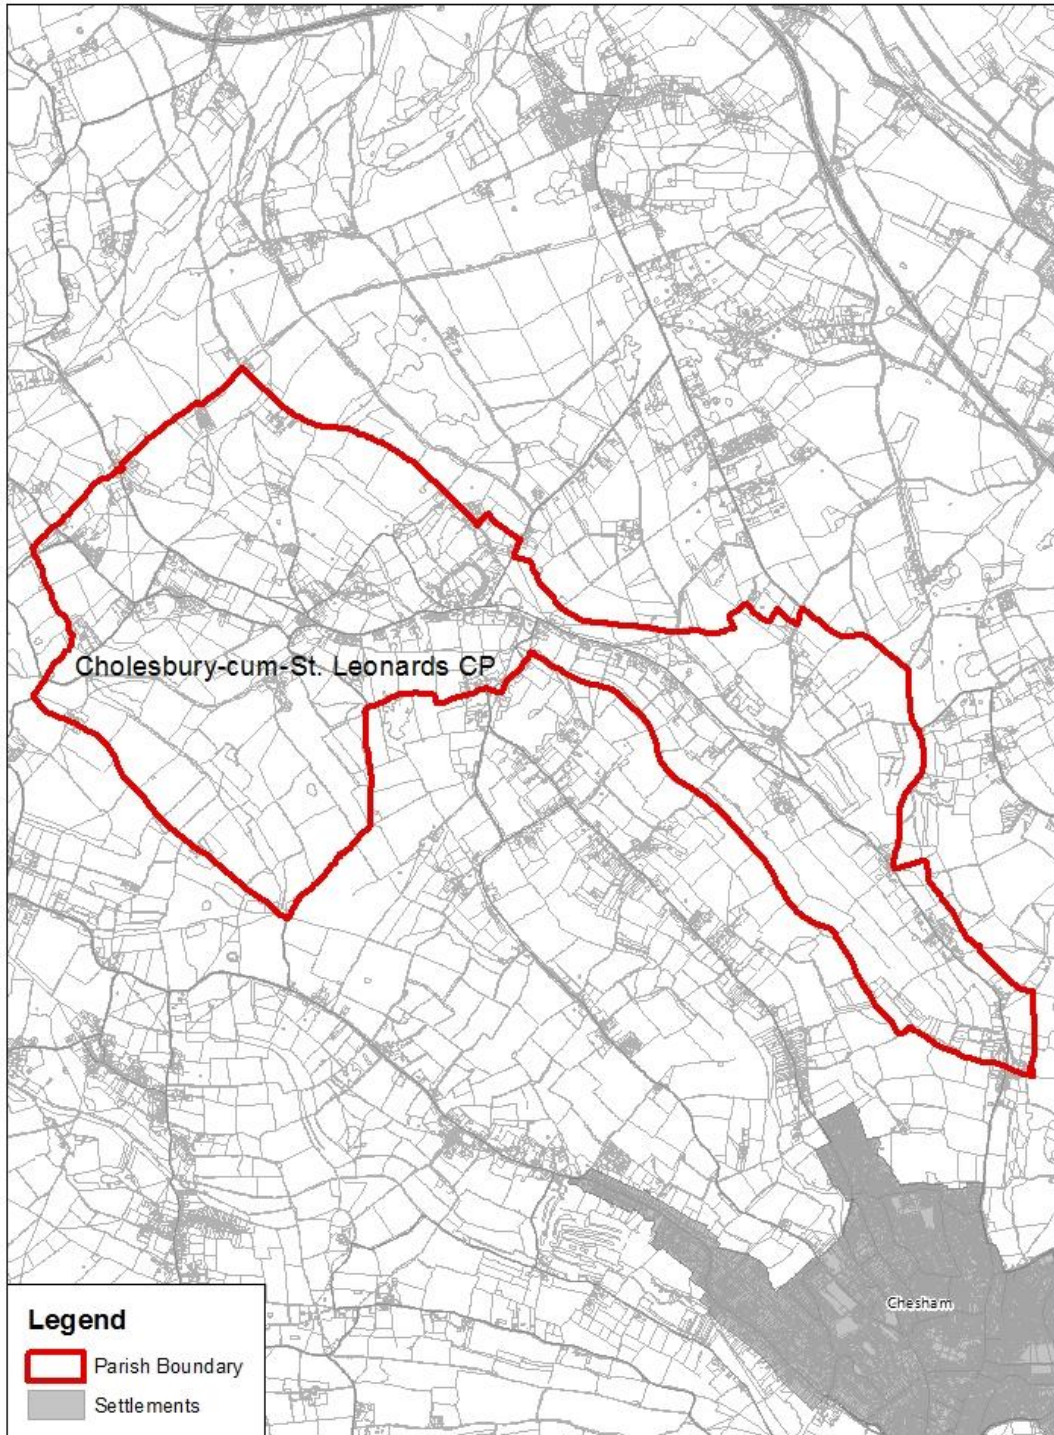 Cholesbury-cum-St. Leonards CP
Chesham
Legend
Parish Boundary
Settlements